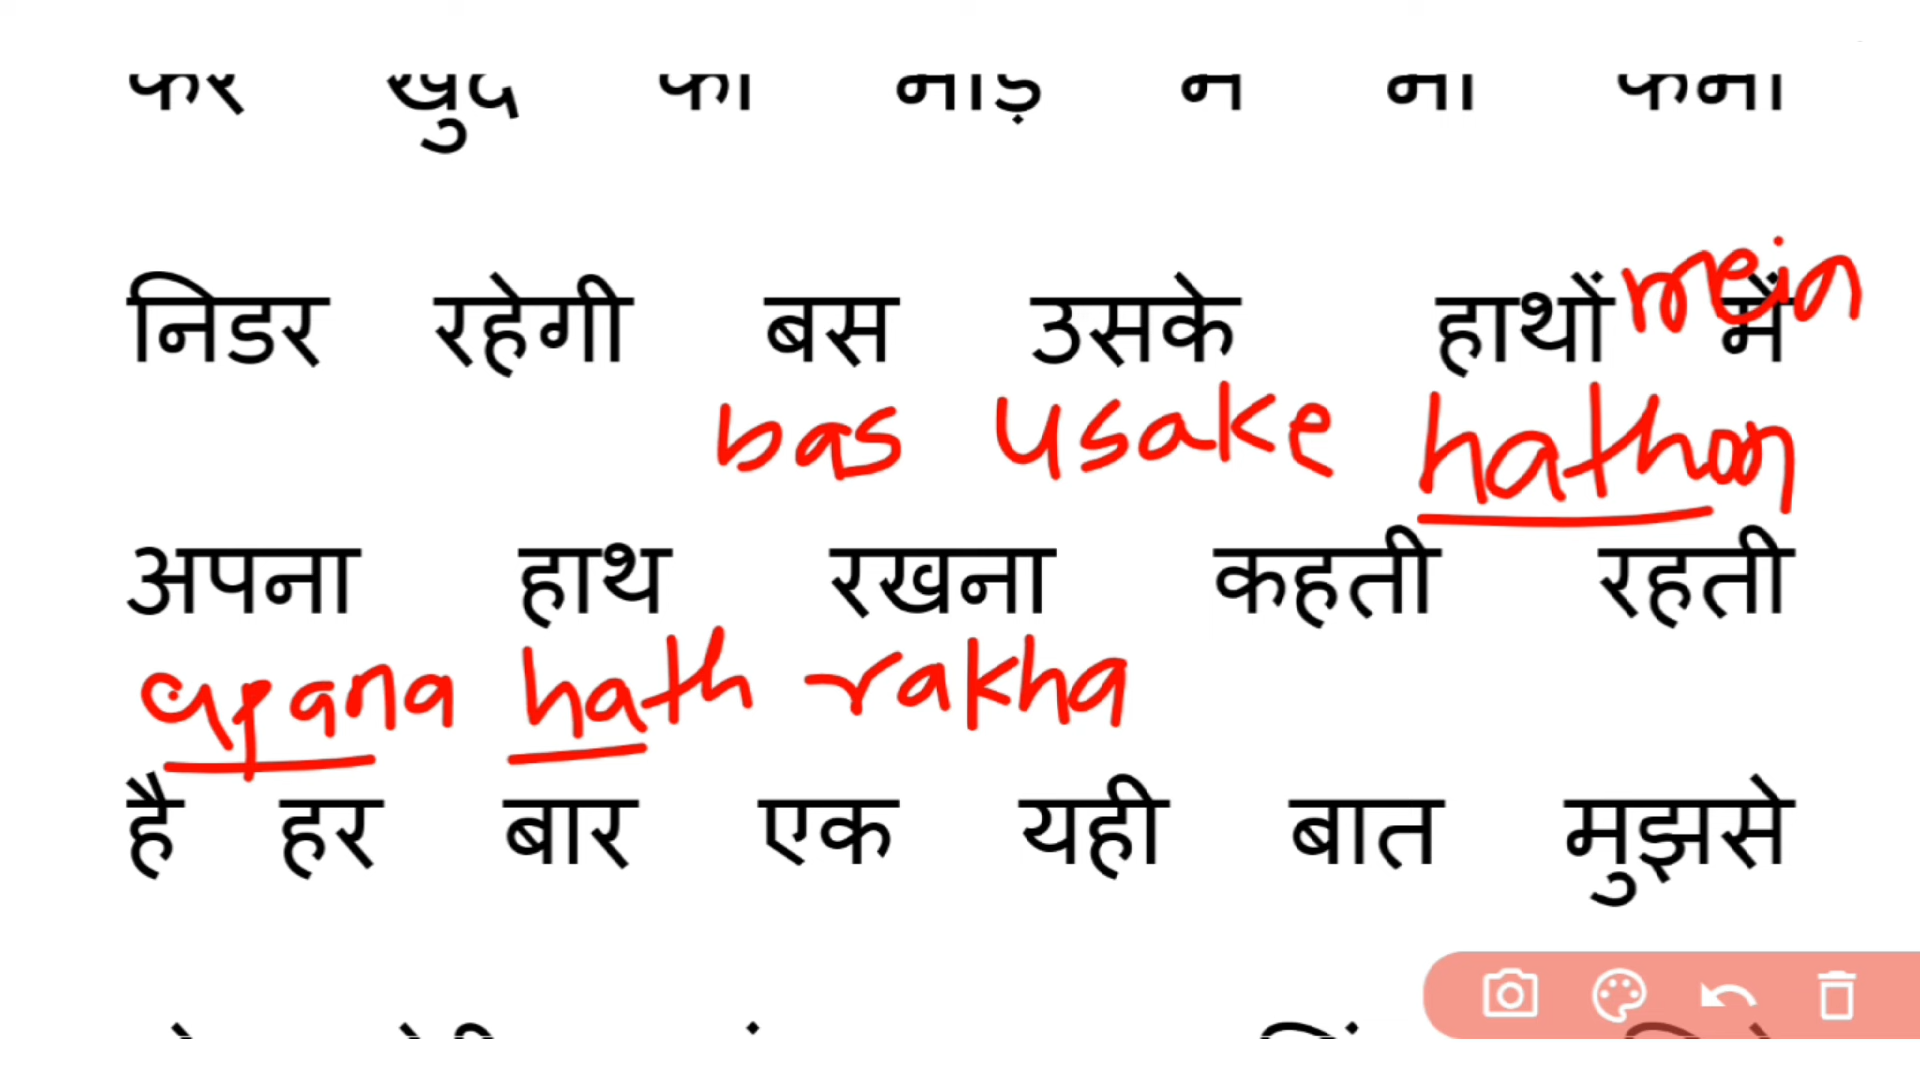 निडर रहेगी बस उसके हाथों में
mein
bas usake hathon
अपना हाथ रखना कहती रहती
apana hath rakha
है हर बार एक यही बात मुझसे